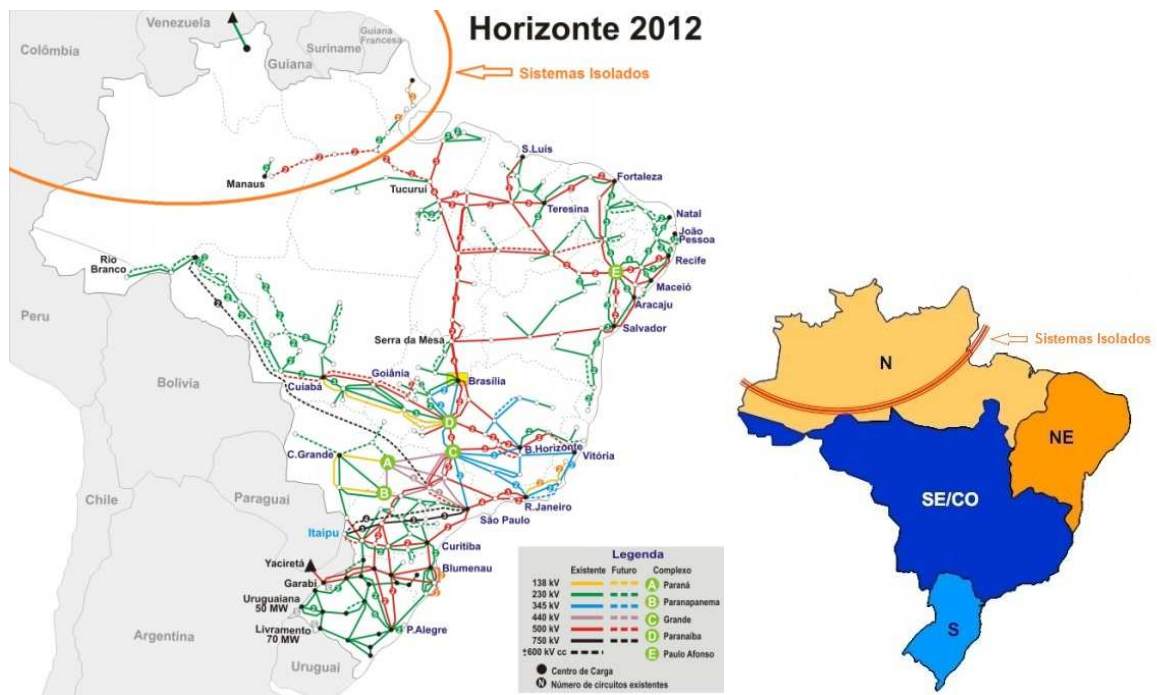 Horizonte 2012
Venezuela
Colômbia
Suriname
Guiana
Francesa
Guiana
Sistemas Isolados
Manaus
Tucuruí
S.Luis
Fortaleza
Teresina
Natal
João
Pessoa
Recife
Maceió
Aracaju
Salvador
E
Rio
Branco
Peru
Bolívia
Serra da Mesa
Goiânia
Brasília
Cuiabá
D
C.Grande
B.Horizonte
Vitória
C
A
B
Chile
Paraguai
R.Janeiro
São Paulo
Itaipu
Curitiba
Yaciretá
Blumenau
Garabi
Uruguaiana
50 MW
Livramento
70 MW
P.Alegre
Argentina
Uruguai
Legenda
Existente Futuro Complexo
138 kV A Paraná
230 kV
345 kV B Paranapanema
440 kV C Grande
500 kV D Paranaiba
750 kV
±600 kV cc E Paulo Afonso
Centro de Carga
N Número de circuitos existentes
Sistemas Isolados
N
NE
SE/CO
S